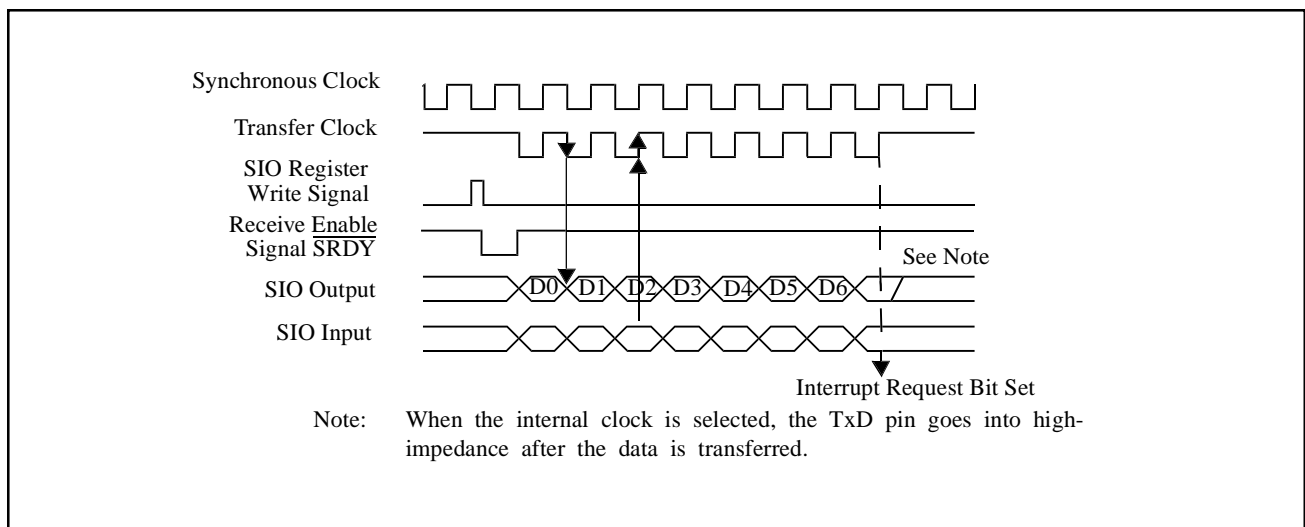 Synchronous Clock
Transfer Clock
SIO Register
Write Signal
Receive Enable
Signal SRDY
See Note
SIO Output
D0 D1 D2 D3 D4 D5 D6
SIO Input
Interrupt Request Bit Set
Note: When the internal clock is selected, the TxD pin goes into high-
impedance after the data is transferred.